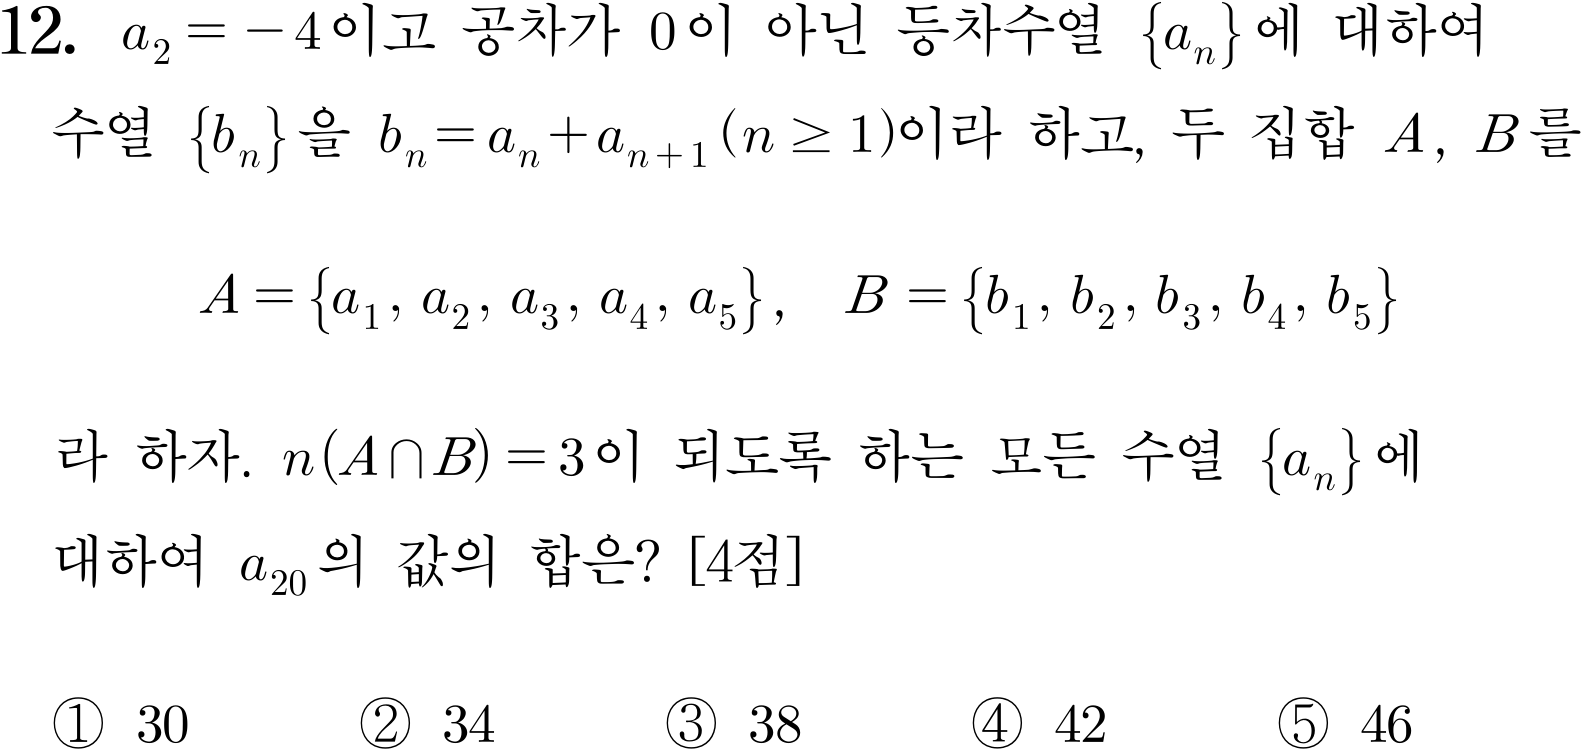 12. a₂ = −4이고 공차가 0이 아닌 등차수열 {aₙ}에 대하여
수열 {bₙ}을 bₙ = aₙ + aₙ₊₁ (n ≥ 1)이라 하고, 두 집합 A, B를
A = {a₁, a₂, a₃, a₄, a₅}, B = {b₁, b₂, b₃, b₄, b₅}
라 하자. n(A∩B) = 3이 되도록 하는 모든 수열 {aₙ}에
대하여 a₂₀의 값의 합은? [4점]
① 30 ② 34 ③ 38 ④ 42 ⑤ 46